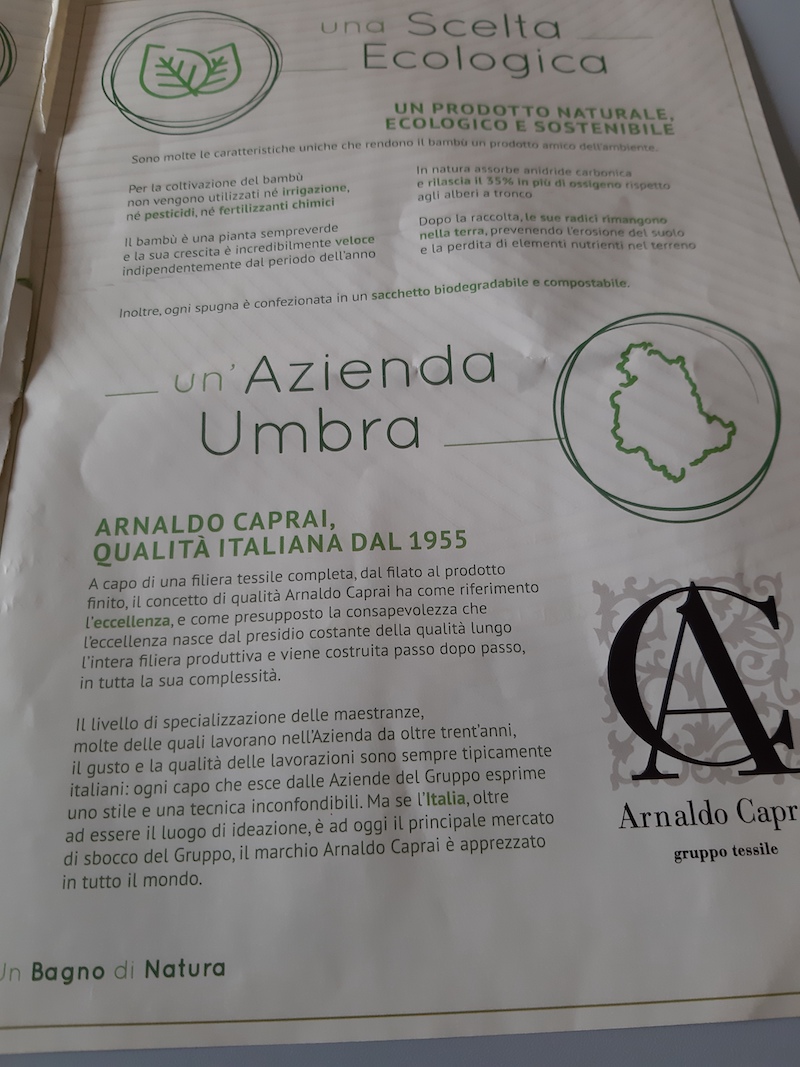 una Scelta
Ecologica
UN PRODOTTO NATURALE,
ECOLOGICO E SOSTENIBILE
Sono molte le caratteristiche uniche che rendono il bambù un prodotto amico dell'ambiente.
Per la coltivazione del bambù
non vengono utilizzati né irrigazione,
né pesticidi, né fertilizzanti chimici
Il bambù è una pianta sempreverde
e la sua crescita è incredibilmente veloce
indipendentemente dal periodo dell'anno
In natura assorbe anidride carbonica
e rilascia il 35% in più di ossigeno rispetto
agli alberi a tronco
Dopo la raccolta, le sue radici rimangono
nella terra, prevenendo l'erosione del suolo
e la perdita di elementi nutrienti nel terreno
Inoltre, ogni spugna è confezionata in un sacchetto biodegradabile e compostabile.
un'Azienda
Umbra
ARNALDO CAPRAI,
QUALITÀ ITALIANA DAL 1955
A capo di una filiera tessile completa, dal filato al prodotto
finito, il concetto di qualità Arnaldo Caprai ha come riferimento
l'eccellenza, e come presupposto la consapevolezza che
l'eccellenza nasce dal presidio costante della qualità lungo
l'intera filiera produttiva e viene costruita passo dopo passo,
in tutta la sua complessità.
Il livello di specializzazione delle maestranze,
molte delle quali lavorano nell'Azienda da oltre trent'anni,
il gusto e la qualità delle lavorazioni sono sempre tipicamente
italiani: ogni capo che esce dalle Aziende del Gruppo esprime
uno stile e una tecnica inconfondibili. Ma se l'Italia, oltre
ad essere il luogo di ideazione, è ad oggi il principale mercato
di sbocco del Gruppo, il marchio Arnaldo Caprai è apprezzato
in tutto il mondo.
CA
Arnaldo Capr
gruppo tessile
Un Bagno di Natura